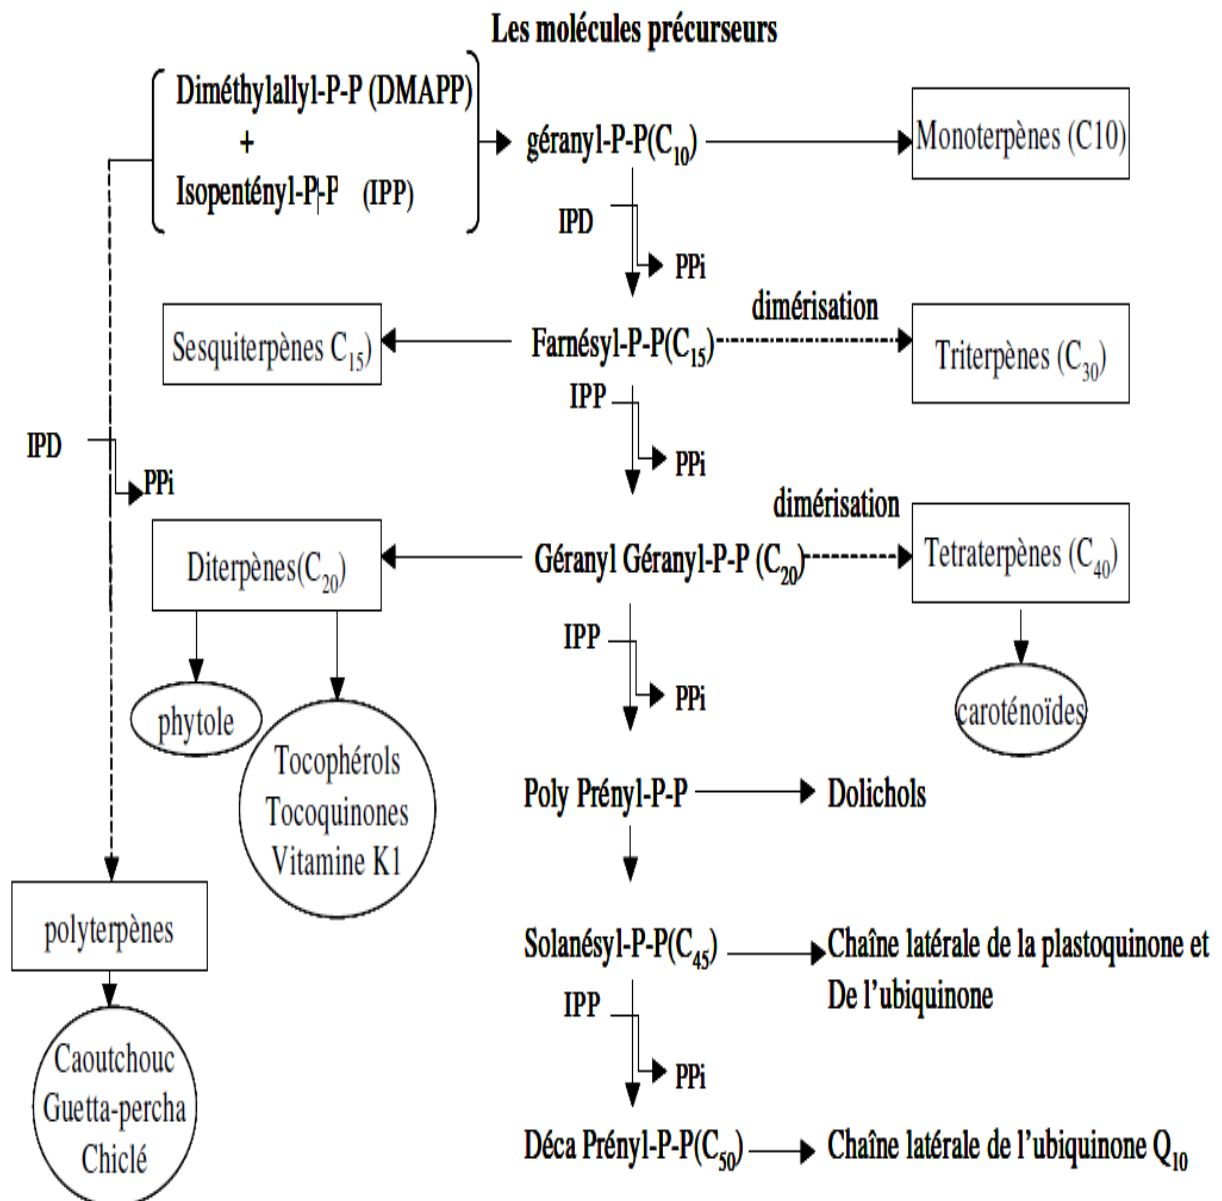 Les molécules précurseurs
Diméthylallyl-P-P (DMAPP)
+
Isopentényl-P-P (IPP)
géranyl-P-P(C10)
Monoterpènes (C10)
IPD
PPi
Sesquiterpènes C15)
Farnésyl-P-P(C15)
dimérisation
Triterpènes (C30)
IPP
PPi
IPD
PPi
Diterpènes(C20)
Géranyl Géranyl-P-P (C20)
dimérisation
Tetraterpènes (C40)
IPP
PPi
phytole
Tocophérols
Tocoquinones
Vitamine K1
caroténoïdes
Poly Prényl-P-P
Dolichols
polyterpènes
Solanésyl-P-P(C45)
Chaîne latérale de la plastoquinone et
De l’ubiquinone
IPP
PPi
Caoutchouc
Guetta-percha
Chiclé
Déca Prényl-P-P(C50)
Chaîne latérale de l’ubiquinone Q10